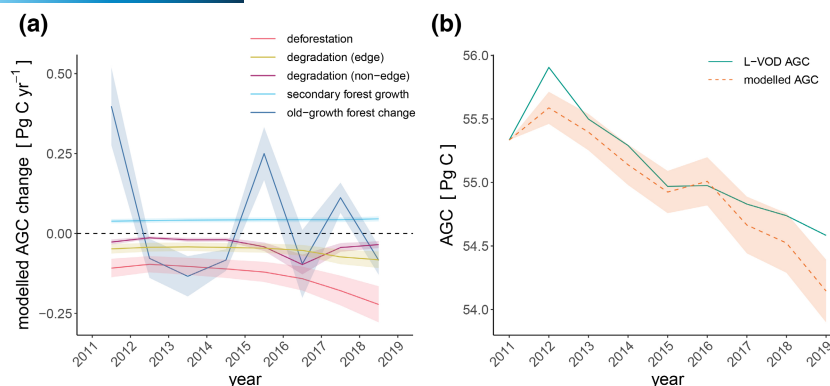 (a)
deforestation
degradation (edge)
degradation (non-edge)
secondary forest growth
old-growth forest change
modelled AGC change [ Pg C yr⁻¹ ]
0.50
0.25
0.00
−0.25
2011 2012 2013 2014 2015 2016 2017 2018 2019
year
(b)
L-VOD AGC
modelled AGC
AGC [ Pg C ]
56.0
55.5
55.0
54.5
54.0
2011 2012 2013 2014 2015 2016 2017 2018 2019
year